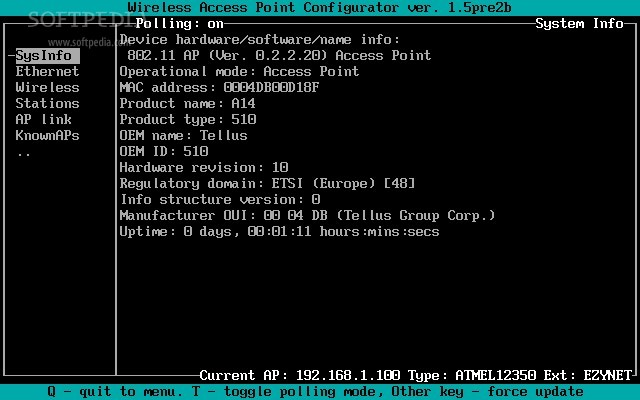 Wireless Access Point Configurator ver. 1.5pre2b
SOFTPEDIA
www.softpedia.com
Polling: on
System Info
SysInfo
Ethernet
Wireless
Stations
AP link
KnownAPs
..
Device hardware/software/name info:
802.11 AP (Ver. 0.2.2.20) Access Point
Operational mode: Access Point
MAC address: 0004DB00D18F
Product name: A14
Product type: 510
OEM name: Tellus
OEM ID: 510
Hardware revision: 10
Regulatory domain: ETSI (Europe) [48]
Info structure version: 0
Manufacturer OUI: 00 04 DB (Tellus Group Corp.)
Uptime: 0 days, 00:01:11 hours:mins:secs
Current AP: 192.168.1.100 Type: ATMEL12350 Ext: EZYNET
Q - quit to menu. T - toggle polling mode, Other key - force update